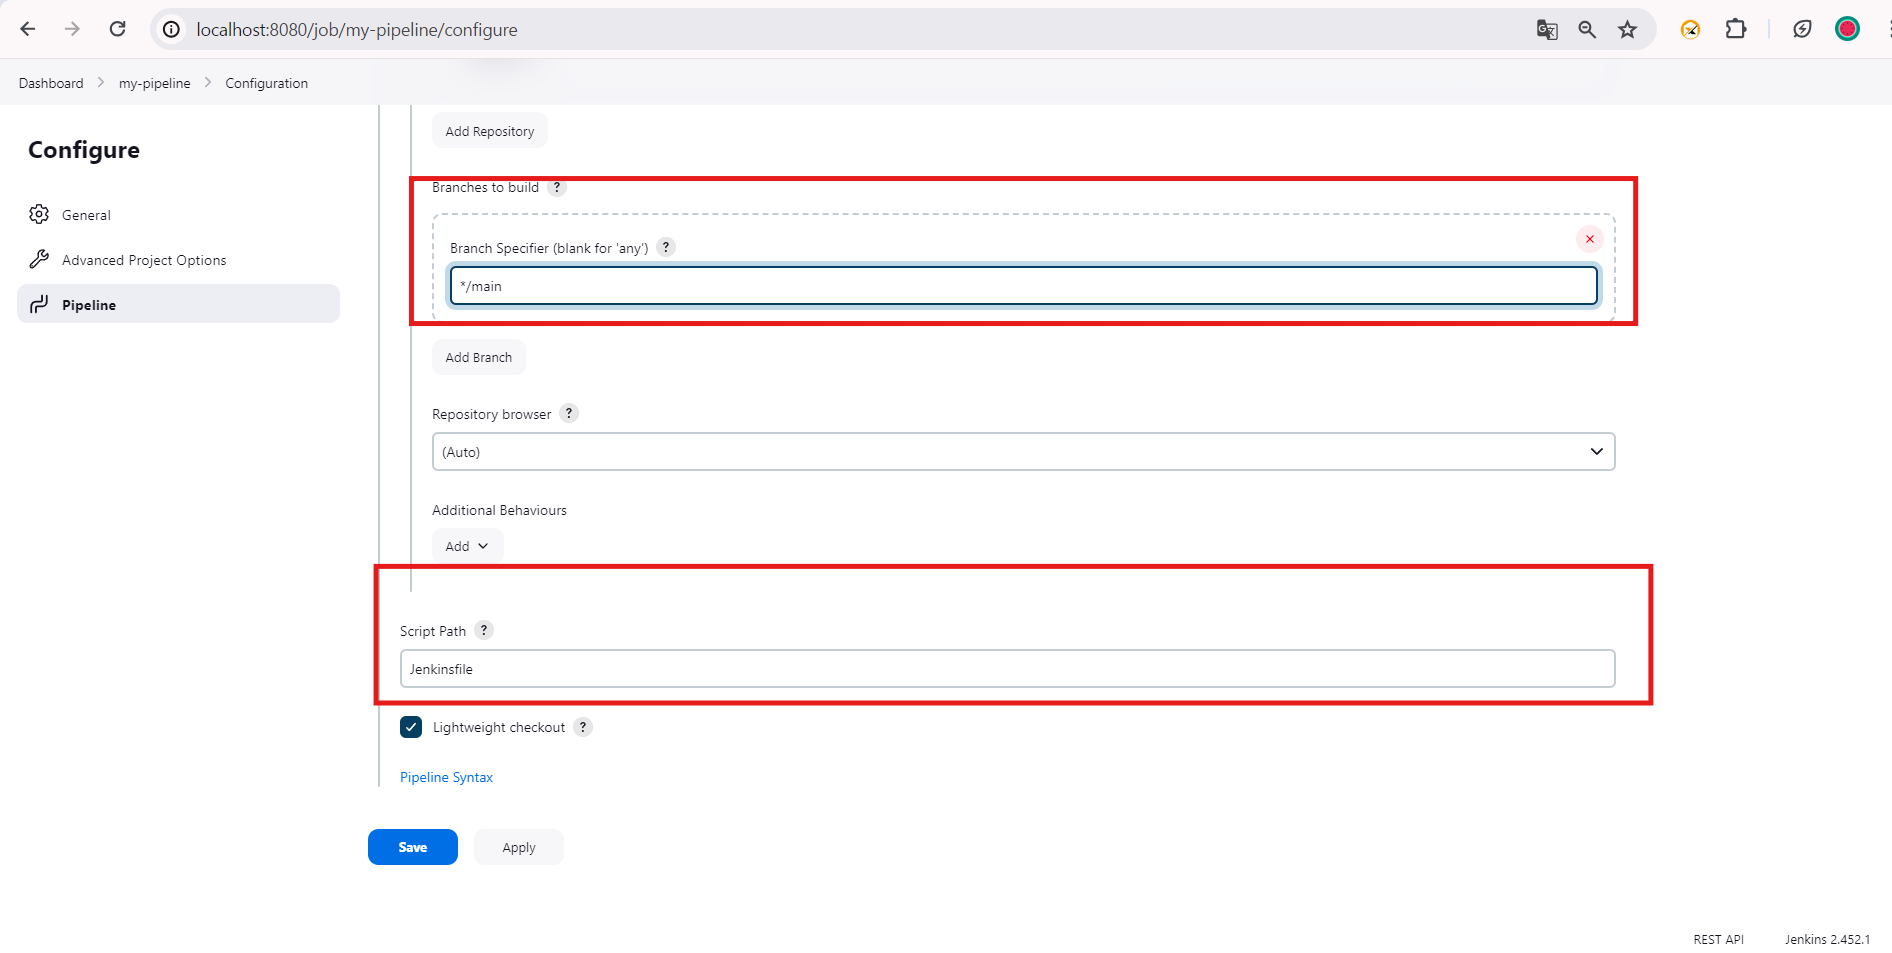 localhost:8080/job/my-pipeline/configure
Dashboard > my-pipeline > Configuration
Configure
General
Advanced Project Options
Pipeline
Add Repository
Branches to build ?
Branch Specifier (blank for 'any') ?
*/main
Add Branch
Repository browser ?
(Auto)
Additional Behaviours
Add
Script Path ?
Jenkinsfile
Lightweight checkout ?
Pipeline Syntax
Save Apply
REST API Jenkins 2.452.1